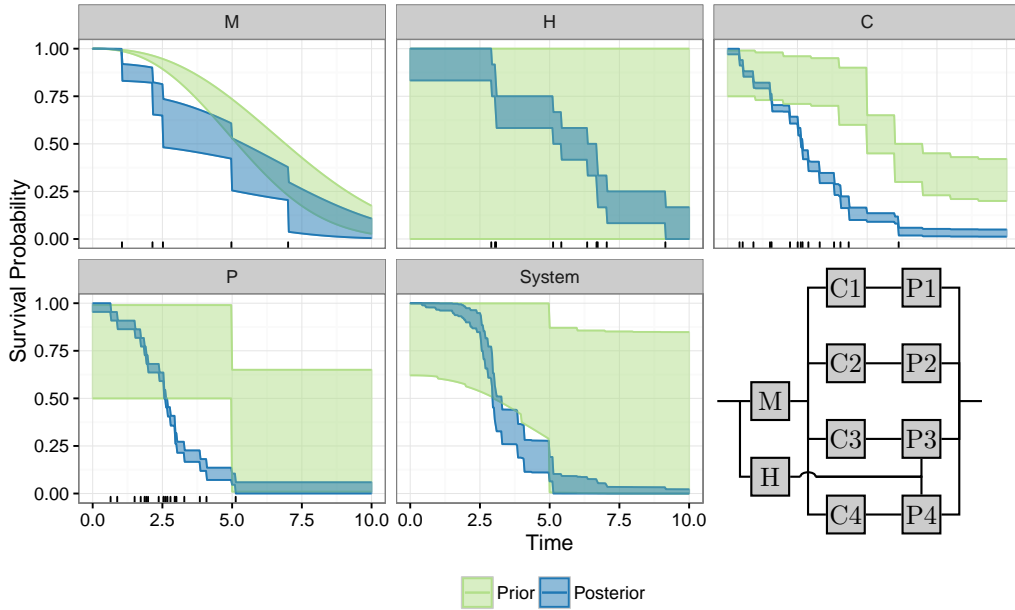 M
H
C
1.00
0.75
0.50
0.25
0.00
P
System
1.00
0.75
0.50
0.25
0.00
0.0
2.5
5.0
7.5
10.0
0.0
2.5
5.0
7.5
10.0
Survival Probability
Time
C1
P1
C2
P2
M
C3
P3
H
C4
P4
Prior
Posterior